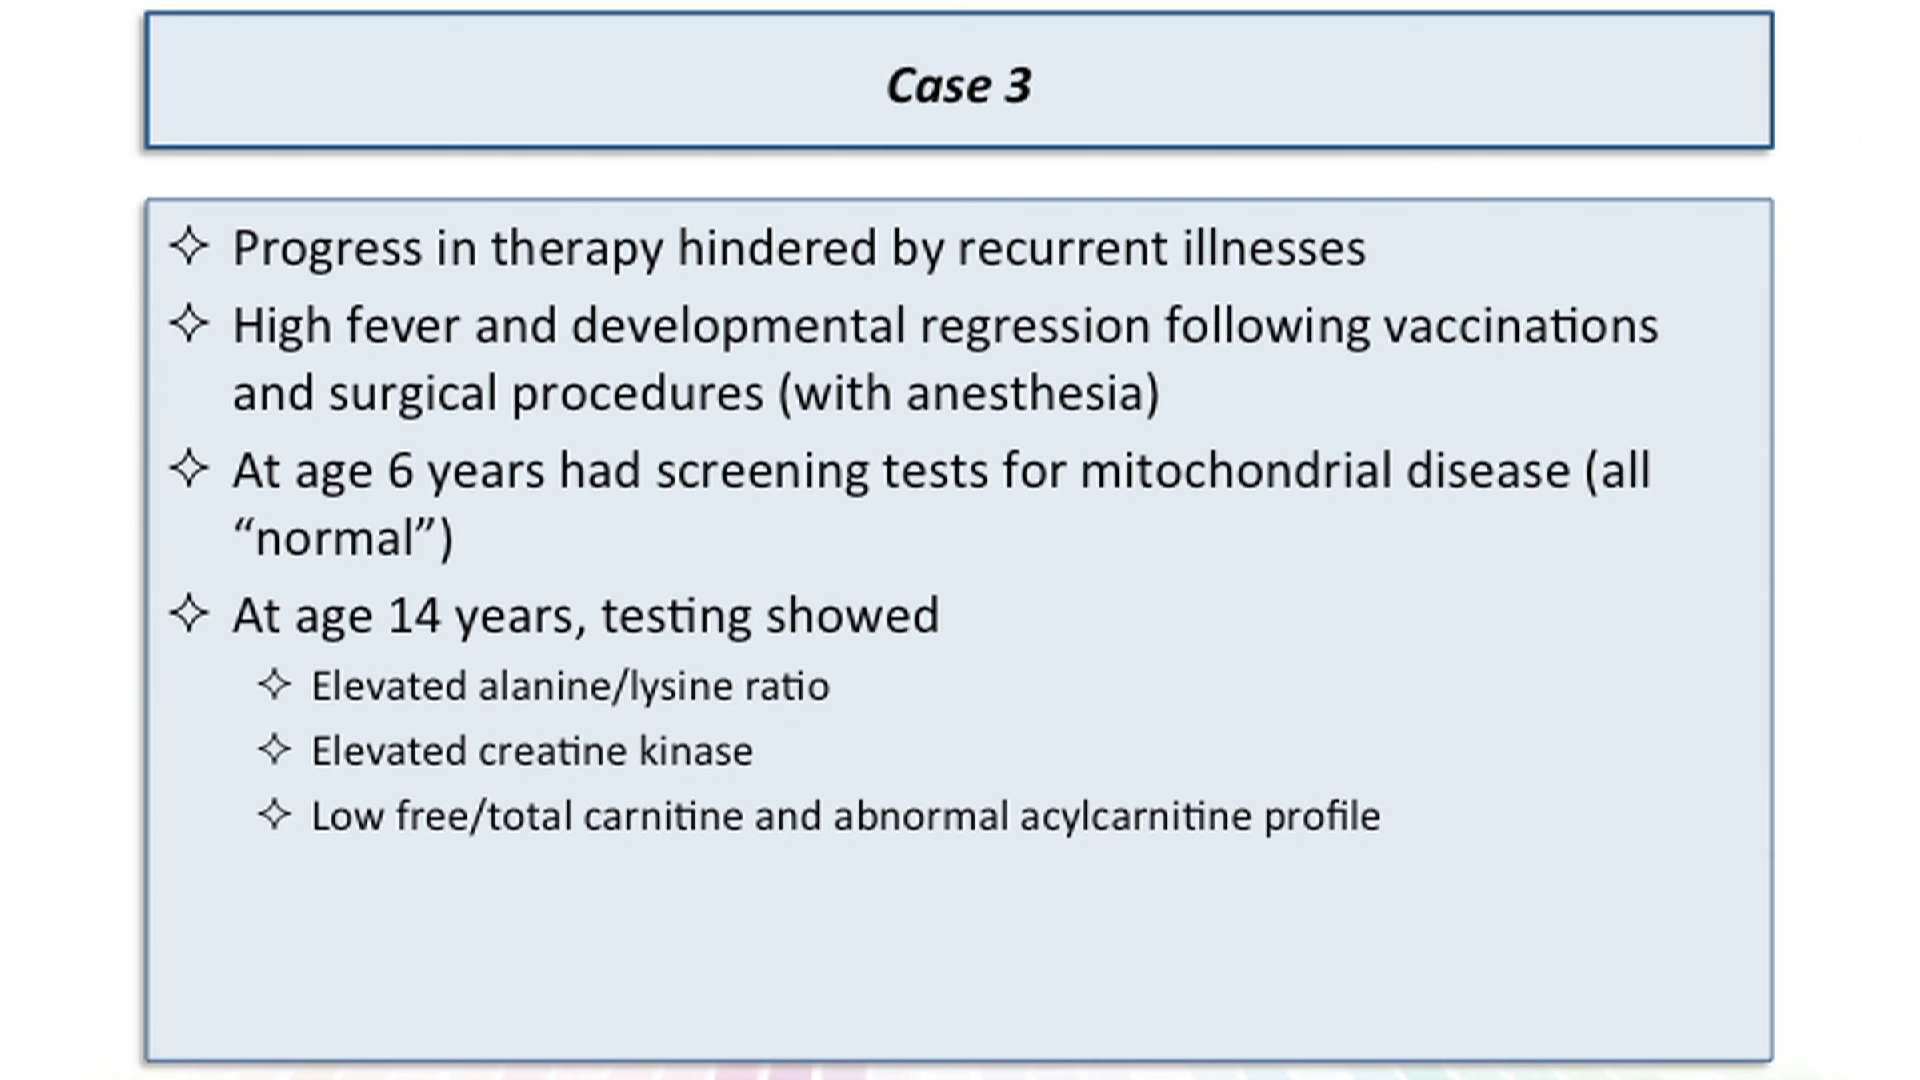 Case 3
✧ Progress in therapy hindered by recurrent illnesses
✧ High fever and developmental regression following vaccinations
and surgical procedures (with anesthesia)
✧ At age 6 years had screening tests for mitochondrial disease (all
“normal”)
✧ At age 14 years, testing showed
✧ Elevated alanine/lysine ratio
✧ Elevated creatine kinase
✧ Low free/total carnitine and abnormal acylcarnitine profile